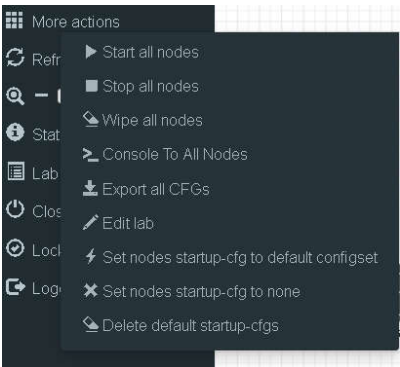 More actions
Start all nodes
Stop all nodes
Wipe all nodes
Console To All Nodes
Export all CFGs
Edit lab
Set nodes startup-cfg to default configset
Set nodes startup-cfg to none
Delete default startup-cfgs
Lab